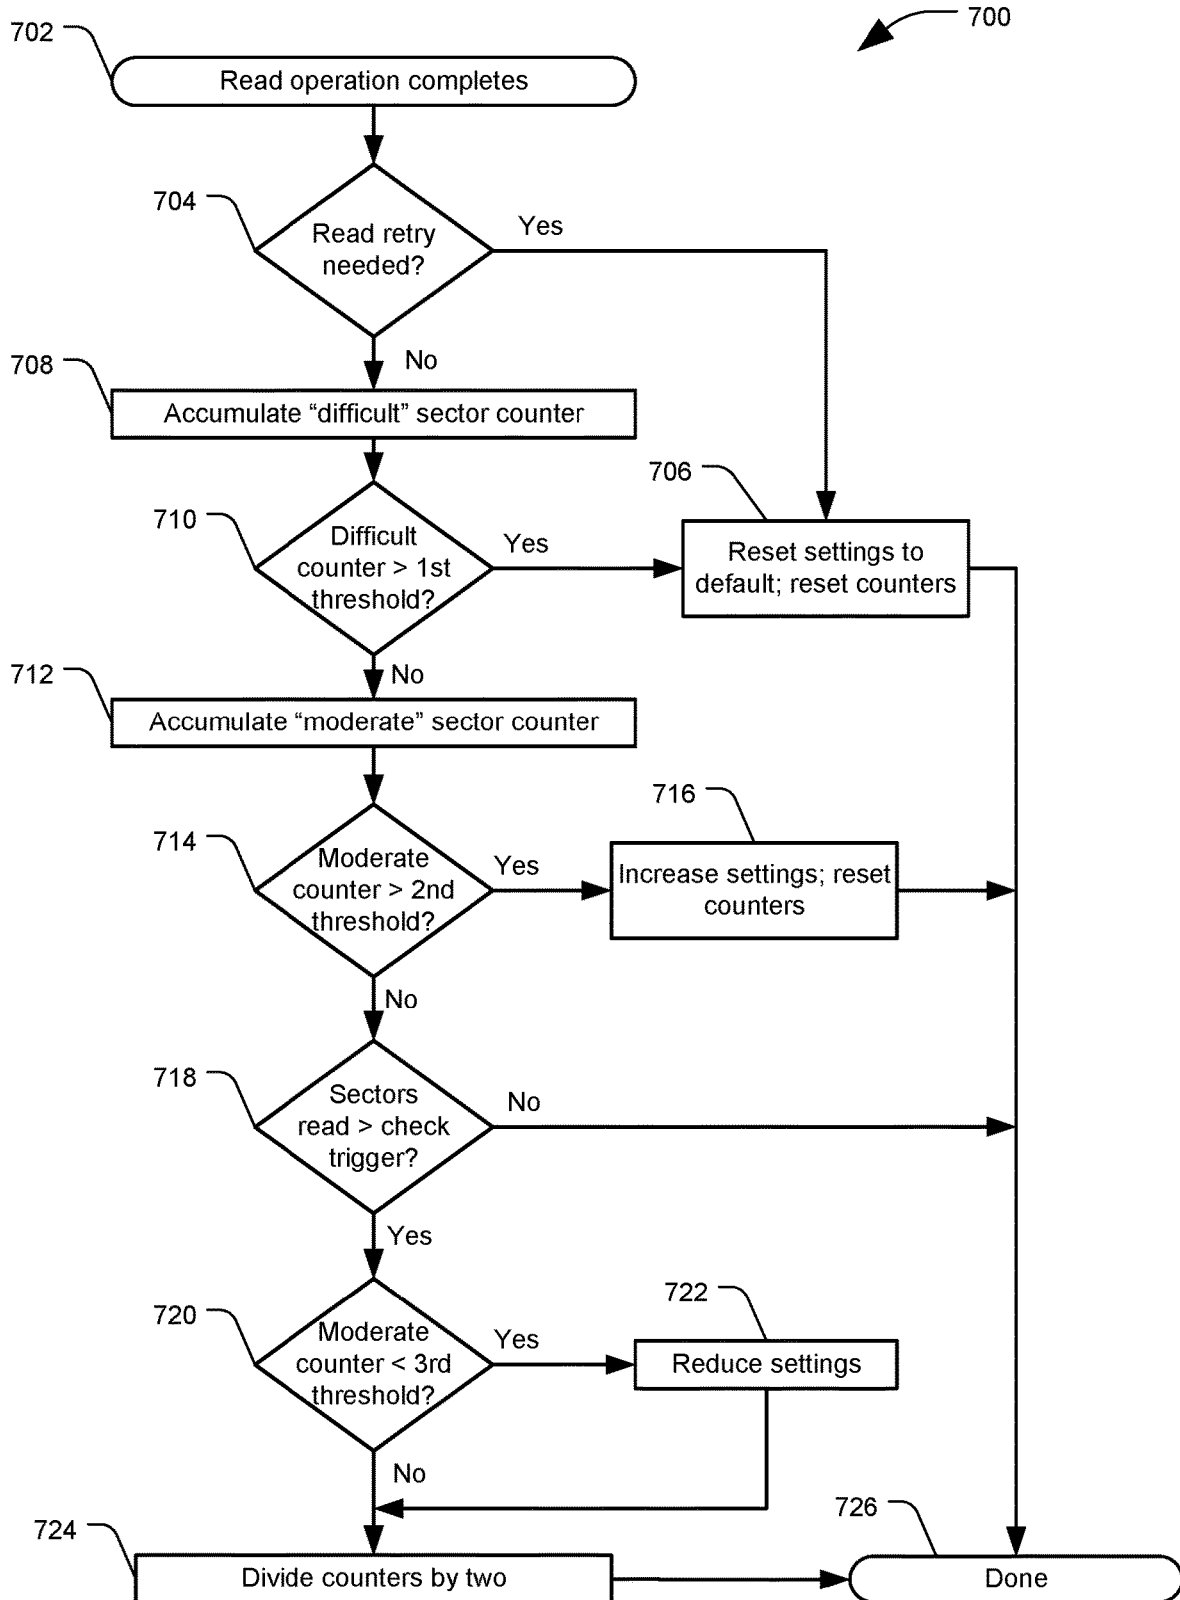 702
700
Read operation completes
704
Read retry
needed?
Yes
No
708
Accumulate “difficult” sector counter
706
710
Difficult
counter > 1st
threshold?
Yes
Reset settings to
default; reset counters
No
712
Accumulate “moderate” sector counter
716
714
Moderate
counter > 2nd
threshold?
Yes
Increase settings; reset
counters
No
718
Sectors
read > check
trigger?
No
Yes
722
720
Moderate
counter < 3rd
threshold?
Yes
Reduce settings
No
724
Divide counters by two
726
Done